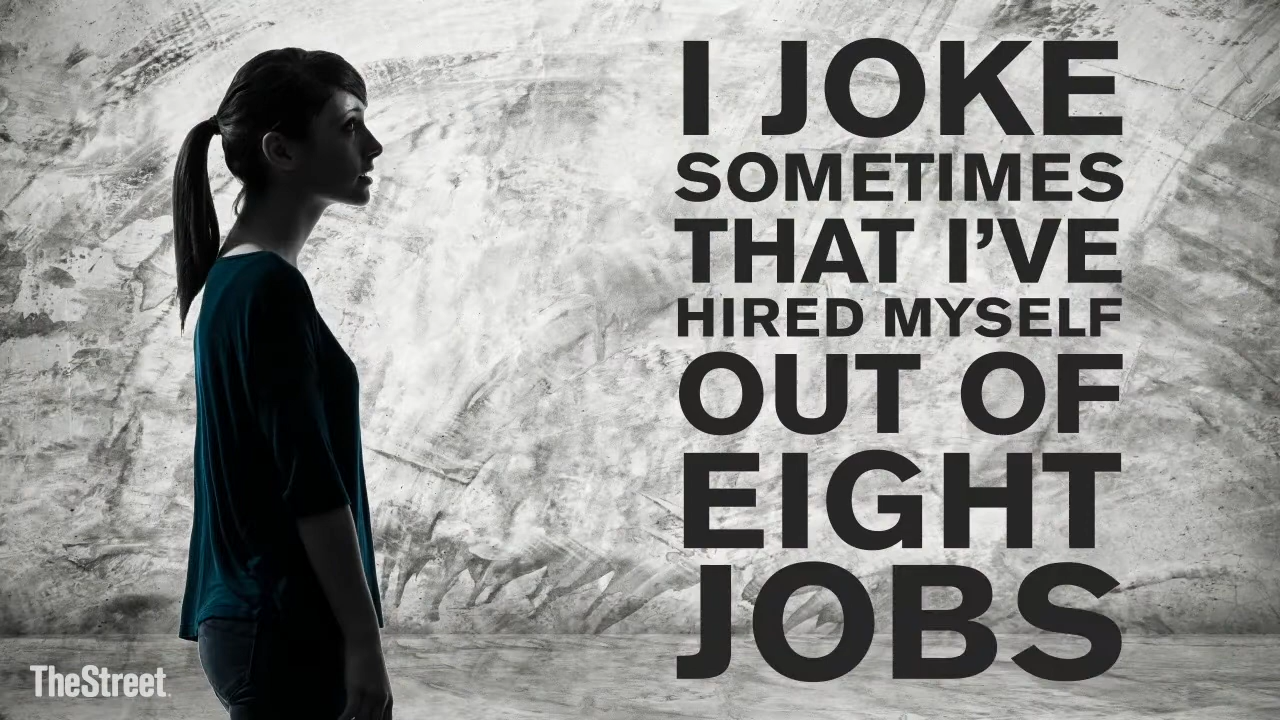 I JOKE
SOMETIMES
THAT I'VE
HIRED MYSELF
OUT OF
EIGHT
JOBS
TheStreet